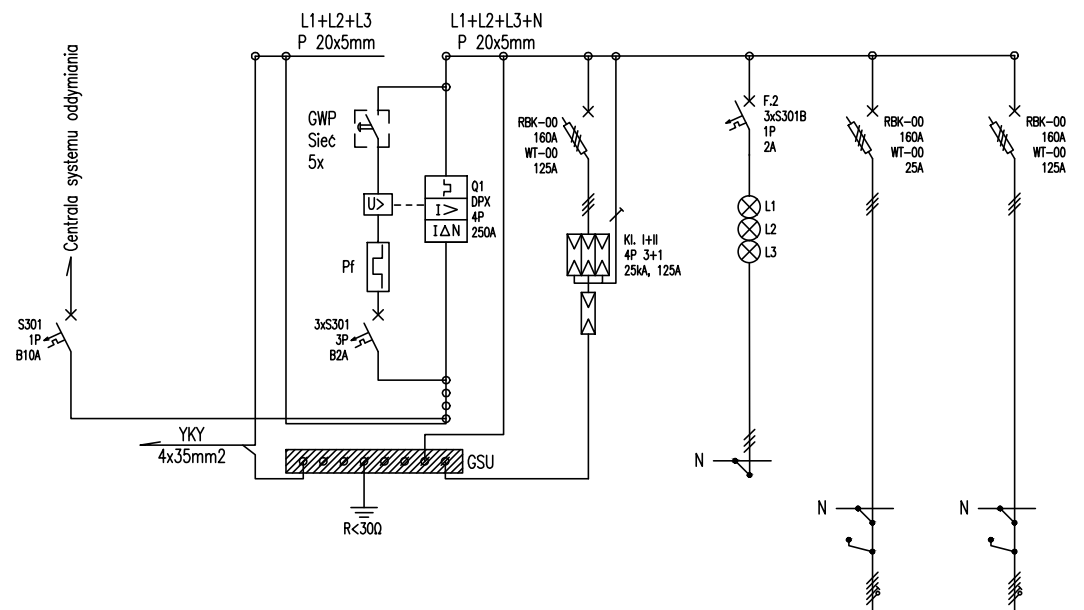 L1+L2+L3
P 20x5mm
L1+L2+L3+N
P 20x5mm
Centrala systemu oddymiania
GWP
Sieć
5x
U>
Pf
Q1
DPX
4P
250A
I>
I∆N
RBK-00
160A
WT-00
125A
F.2
3xS301B
1P
2A
RBK-00
160A
WT-00
25A
RBK-00
160A
WT-00
125A
L1
L2
L3
Kl. I+II
4P 3+1
25kA, 125A
S301
1P
B10A
3xS301
3P
B2A
YKY
4x35mm2
GSU
R<30Ω
N
N
N